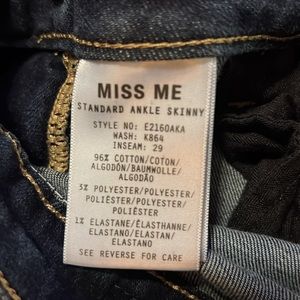 MISS ME
STANDARD ANKLE SKINNY
STYLE NO: E2160AKA
WASH: K864
INSEAM: 29
96% COTTON/COTON/
ALGODÓN/BAUMWOLLE/
ALGODÃO
3% POLYESTER/POLYESTER/
POLIÉSTER/POLYESTER/
POLIÉSTER
1% ELASTANE/ÉLASTHANNE/
ELASTANO/ELASTAN/
ELASTANO
SEE REVERSE FOR CARE